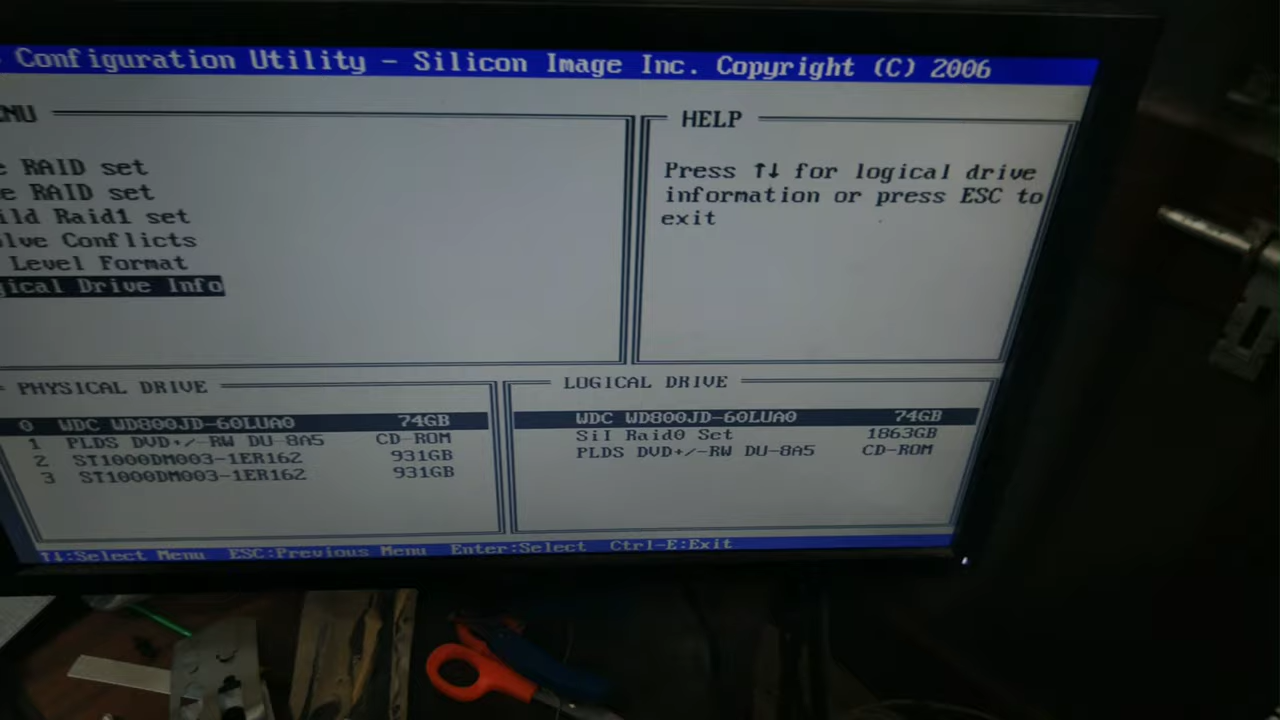 Configuration Utility - Silicon Image Inc. Copyright (C) 2006
NU
e RAID set
e RAID set
ild Raid1 set
lve Conflicts
Level Format
gical Drive Info
HELP
Press ↑↓ for logical drive
information or press ESC to
exit
PHYSICAL DRIVE
0 WDC WD800JD-60LUA0 74GB
1 PLDS DVD+/-RW DU-8A5 CD-ROM
2 ST1000DM003-1ER162 931GB
3 ST1000DM003-1ER162 931GB
LOGICAL DRIVE
WDC WD800JD-60LUA0 74GB
SiI Raid0 Set 1863GB
PLDS DVD+/-RW DU-8A5 CD-ROM
↑↓:Select Menu ESC:Previous Menu Enter:Select Ctrl-E:Exit